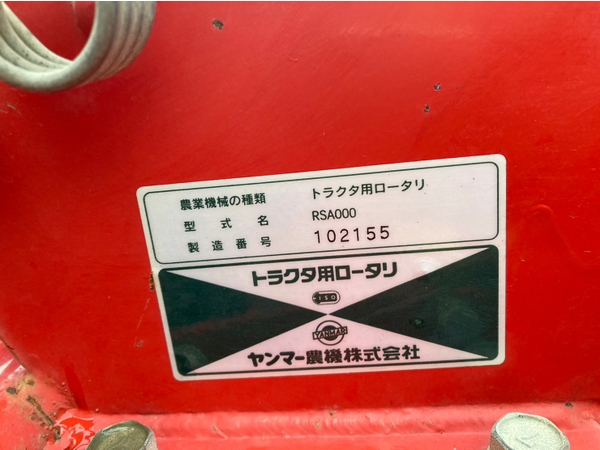 農業機械の種類 トラクタ用ロータリ
型式名 RSA000
製造番号 102155
トラクタ用ロータリ
ISO
YANMAR
ヤンマー農機株式会社